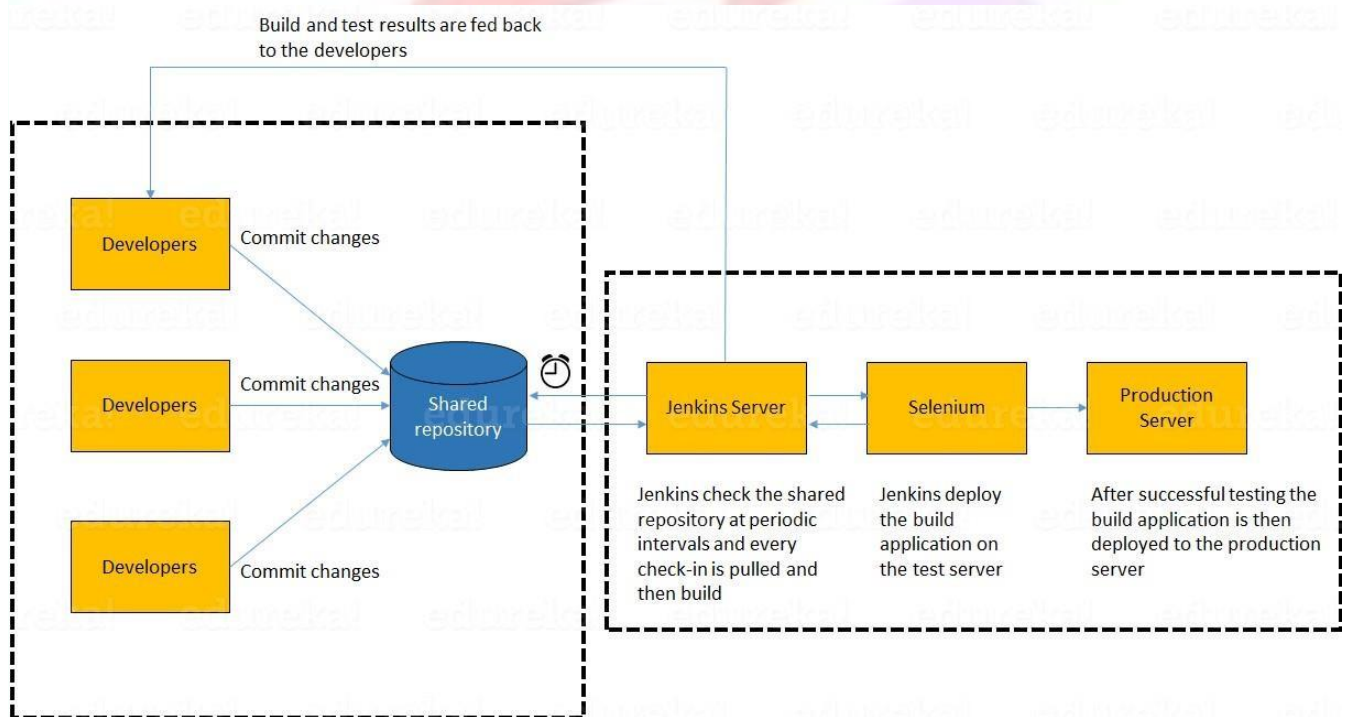 Build and test results are fed back
to the developers
Developers
Commit changes
Developers
Commit changes
Developers
Commit changes
Shared
repository
Jenkins Server
Selenium
Production
Server
Jenkins check the shared
repository at periodic
intervals and every
check-in is pulled and
then build
Jenkins deploy
the build
application on
the test server
After successful testing the
build application is then
deployed to the production
server
edureka!